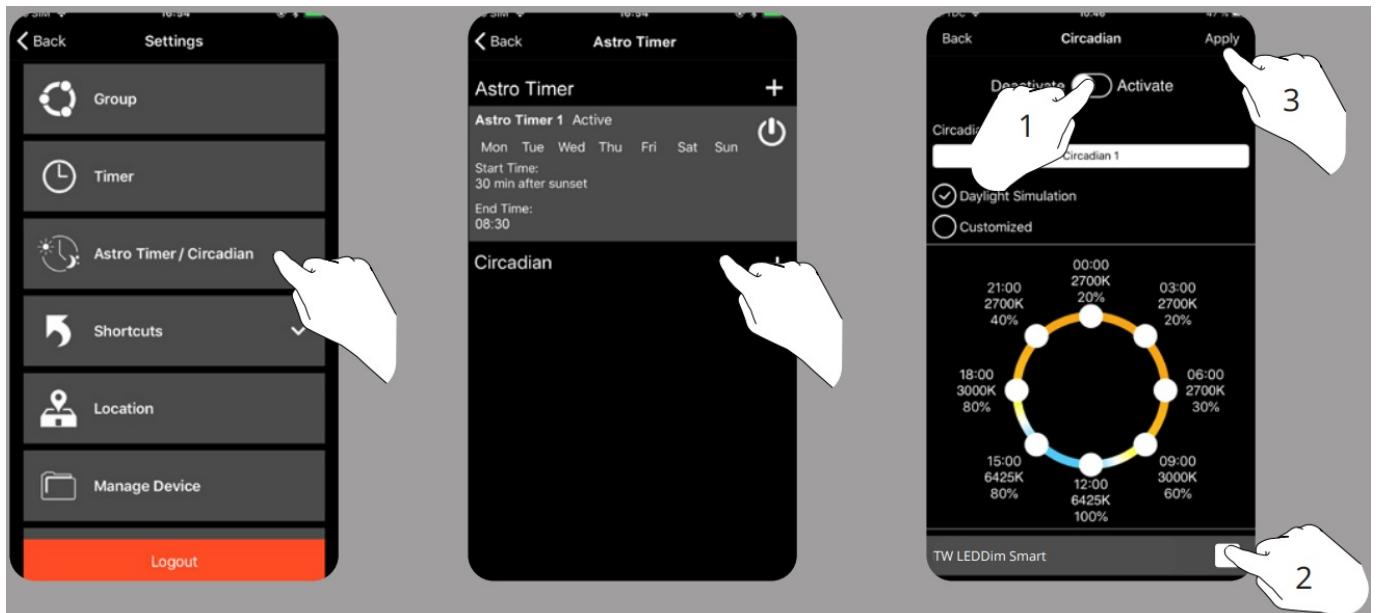 Back Settings
Group
Timer
Astro Timer / Circadian
Shortcuts
Location
Manage Device
Logout
16:54
Back Astro Timer
Astro Timer +
Astro Timer 1 Active
Mon Tue Wed Thu Fri Sat Sun
Start Time:
30 min after sunset
End Time:
08:30
Circadian
Back Circadian Apply
Deactivate Activate
1
3
Circadian 1
Daylight Simulation
Customized
00:00
2700K
20%
03:00
2700K
20%
06:00
2700K
30%
09:00
3000K
60%
12:00
6425K
100%
15:00
6425K
80%
18:00
3000K
80%
21:00
2700K
40%
TW LEDDim Smart
2